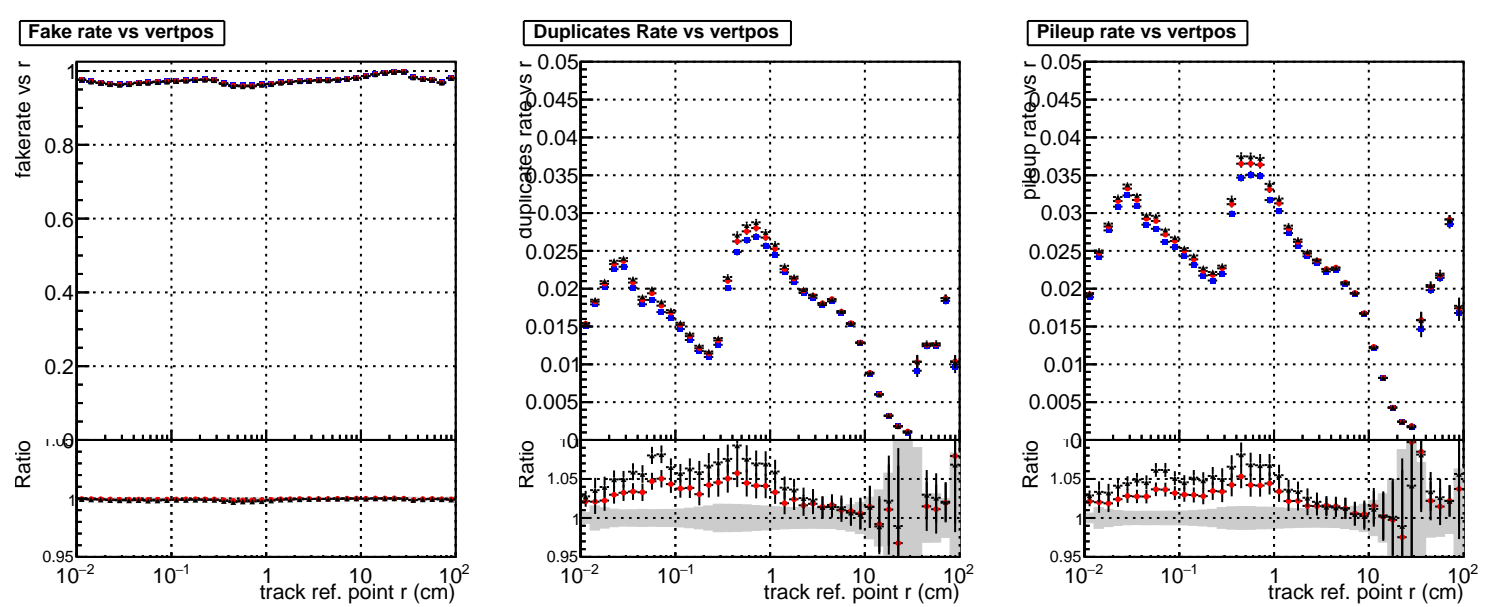 Fake rate vs vertpos
fakerate vs r
1
0.8
0.6
0.4
0.2
0
Ratio
1
0.95
10⁻² 10⁻¹ 1 10 10²
track ref. point r (cm)
Duplicates Rate vs vertpos
duplicates rate vs r
0.05
0.045
0.04
0.035
0.03
0.025
0.02
0.015
0.01
0.005
0
Ratio
1.05
1
0.95
10⁻² 10⁻¹ 1 10 10²
track ref. point r (cm)
Pileup rate vs vertpos
pileup rate vs r
0.05
0.045
0.04
0.035
0.03
0.025
0.02
0.015
0.01
0.005
0
Ratio
1.05
1
0.95
10⁻² 10⁻¹ 1 10 10²
track ref. point r (cm)